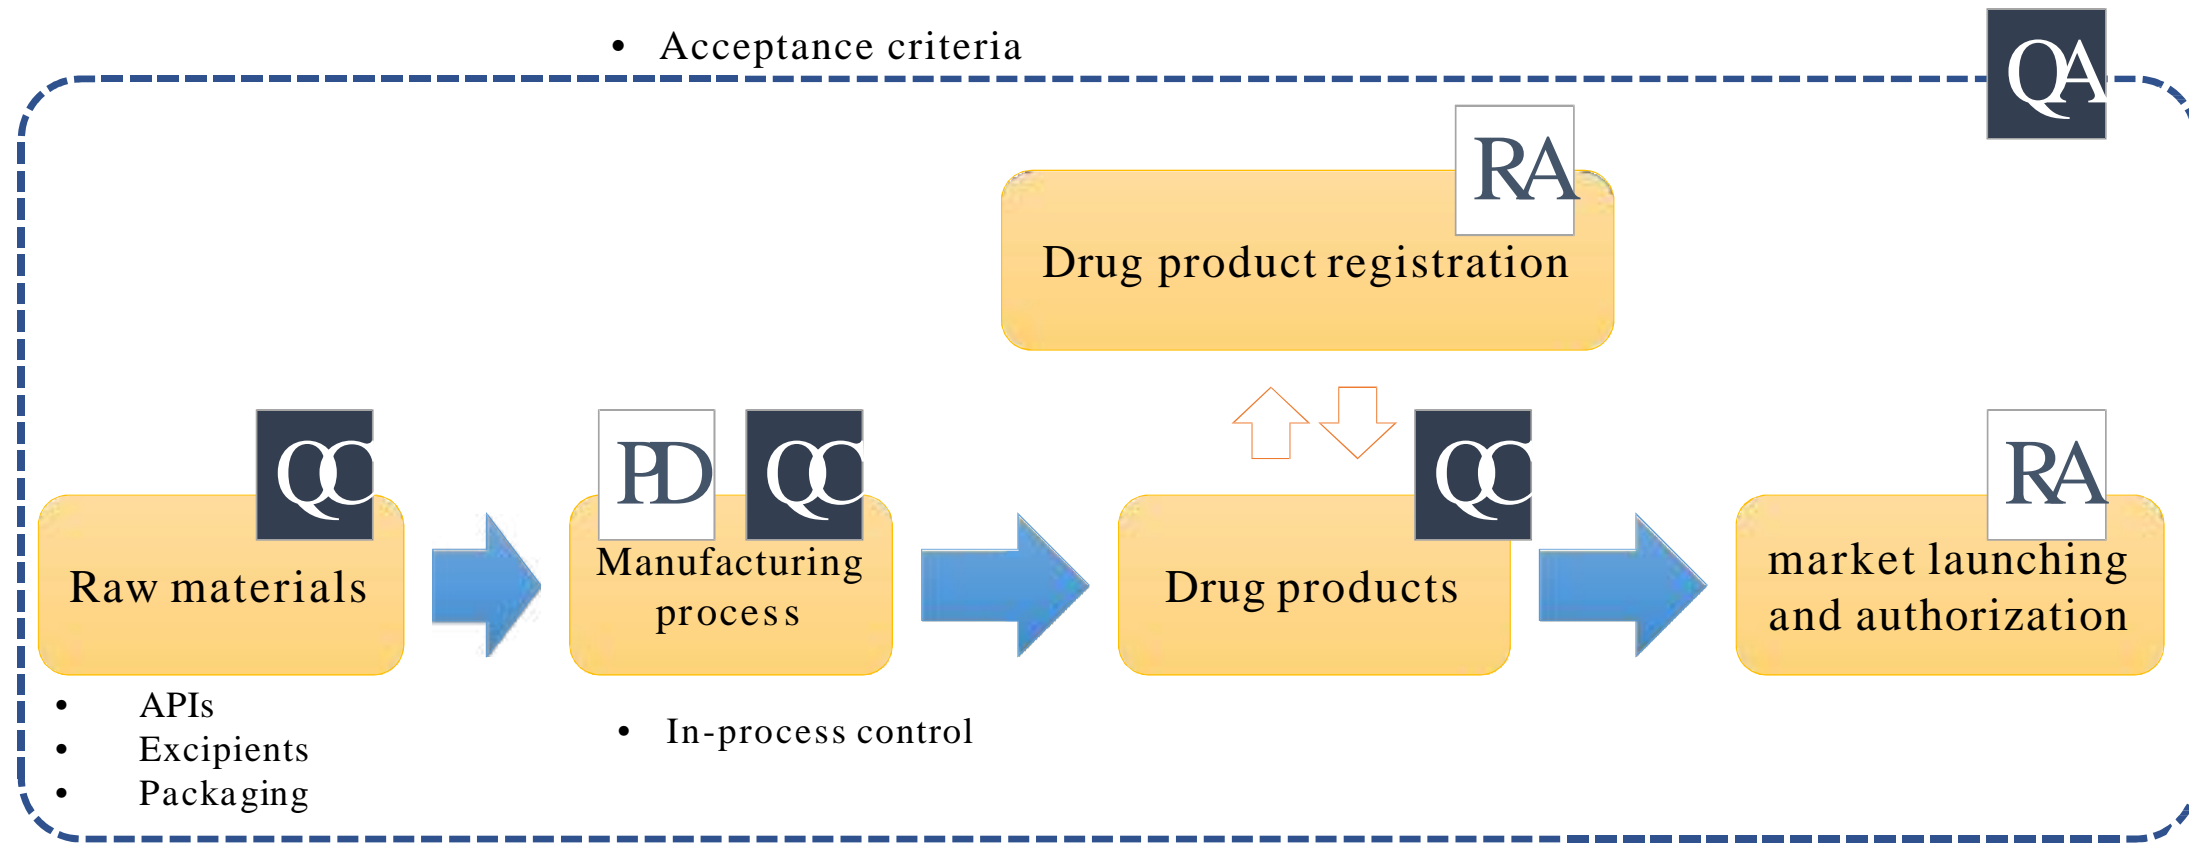 • Acceptance criteria
QA
RA
Drug product registration
QC
Raw materials
• APIs
• Excipients
• Packaging
PD
QC
Manufacturing
process
• In-process control
QC
Drug products
RA
market launching
and authorization